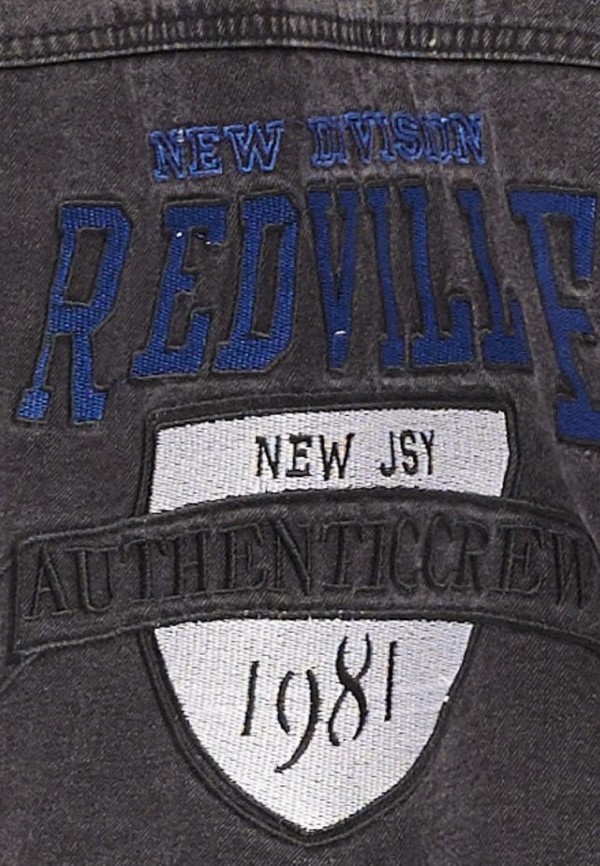 NEW DIVISION
REDVILLE
NEW JSY
AUTHENTICCREW
1981